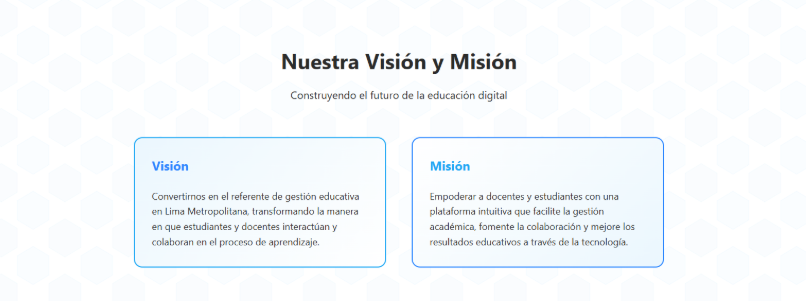 Nuestra Visión y Misión
Construyendo el futuro de la educación digital
Visión
Convertirnos en el referente de gestión educativa
en Lima Metropolitana, transformando la manera
en que estudiantes y docentes interactúan y
colaboran en el proceso de aprendizaje.
Misión
Empoderar a docentes y estudiantes con una
plataforma intuitiva que facilite la gestión
académica, fomente la colaboración y mejore los
resultados educativos a través de la tecnología.